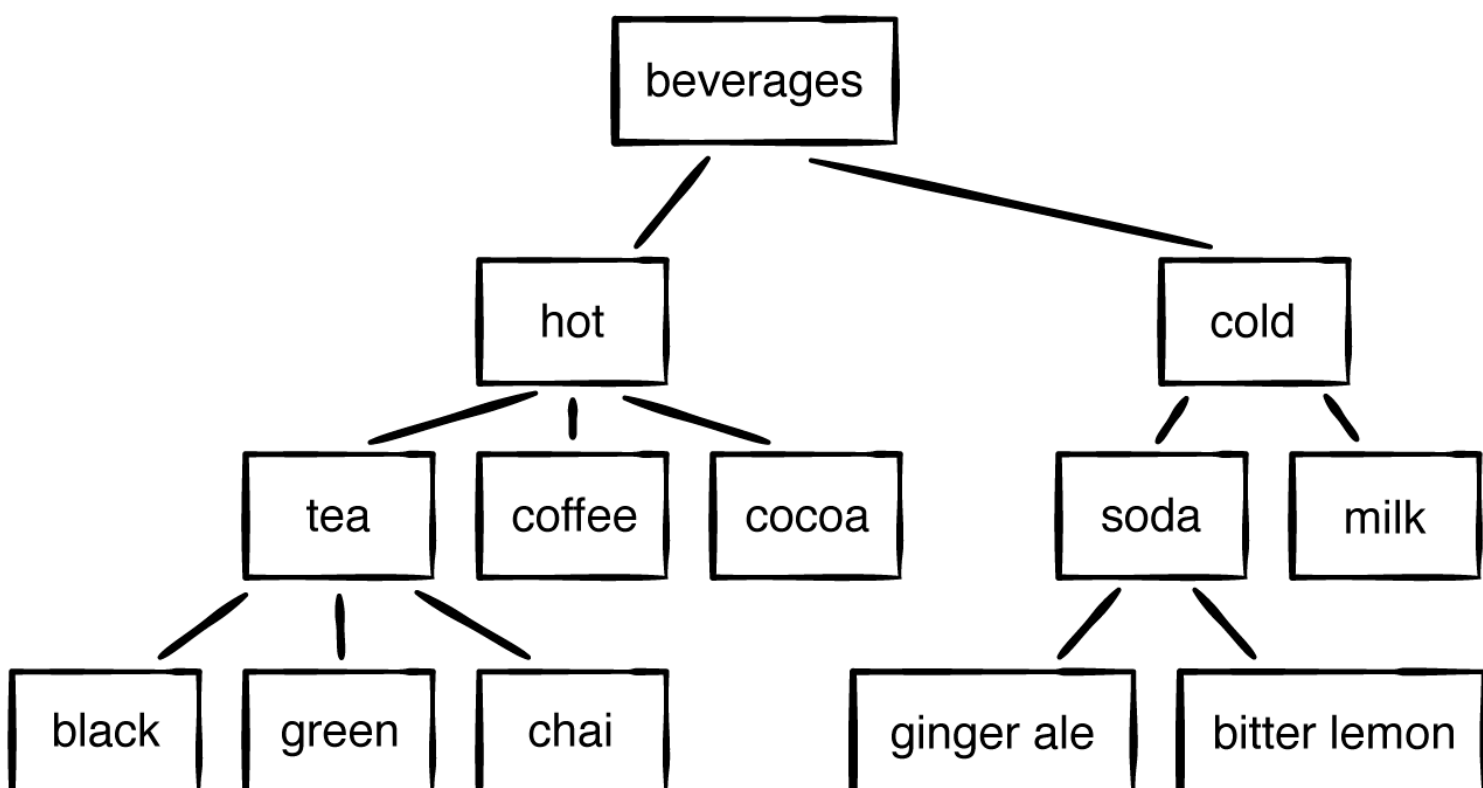 beverages
hot
cold
tea
coffee
cocoa
soda
milk
black
green
chai
ginger ale
bitter lemon